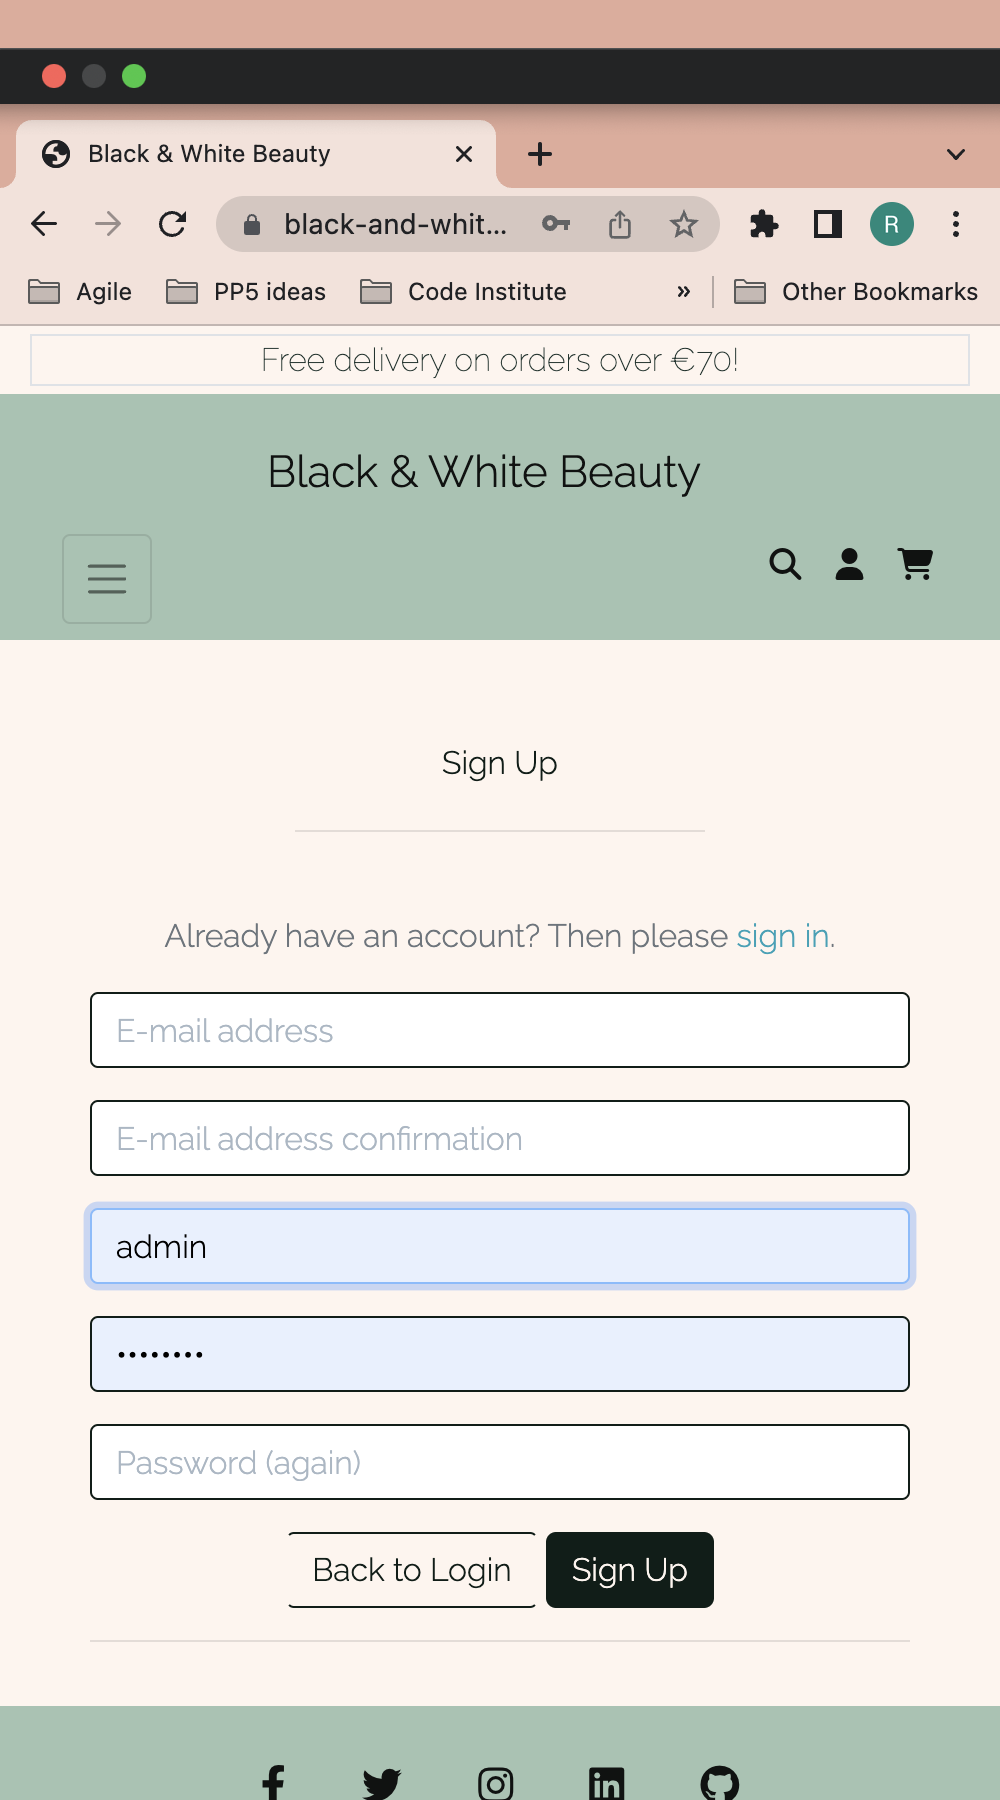 Black & White Beauty
black-and-whit...
R
Agile
PP5 ideas
Code Institute
»
Other Bookmarks
Free delivery on orders over €70!
Black & White Beauty
Sign Up
Already have an account? Then please sign in.
E-mail address
E-mail address confirmation
admin
••••••••
Password (again)
Back to Login
Sign Up